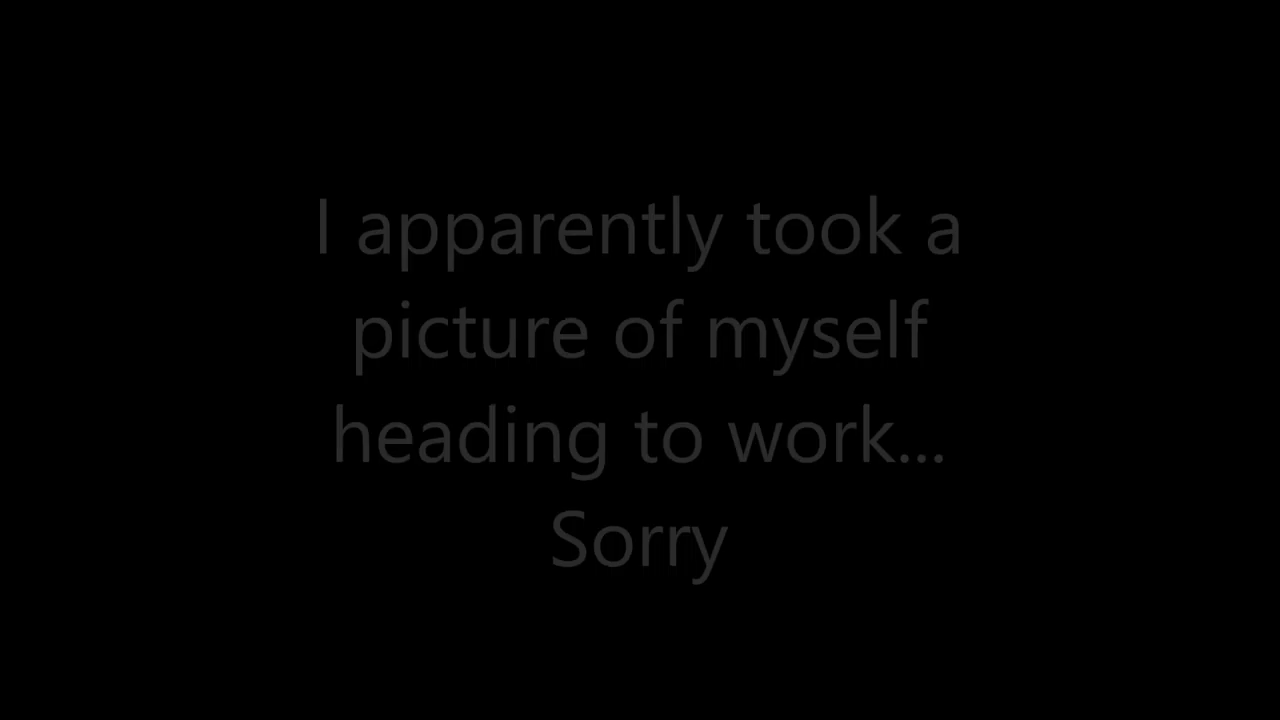 I apparently took a
picture of myself
heading to work...
Sorry